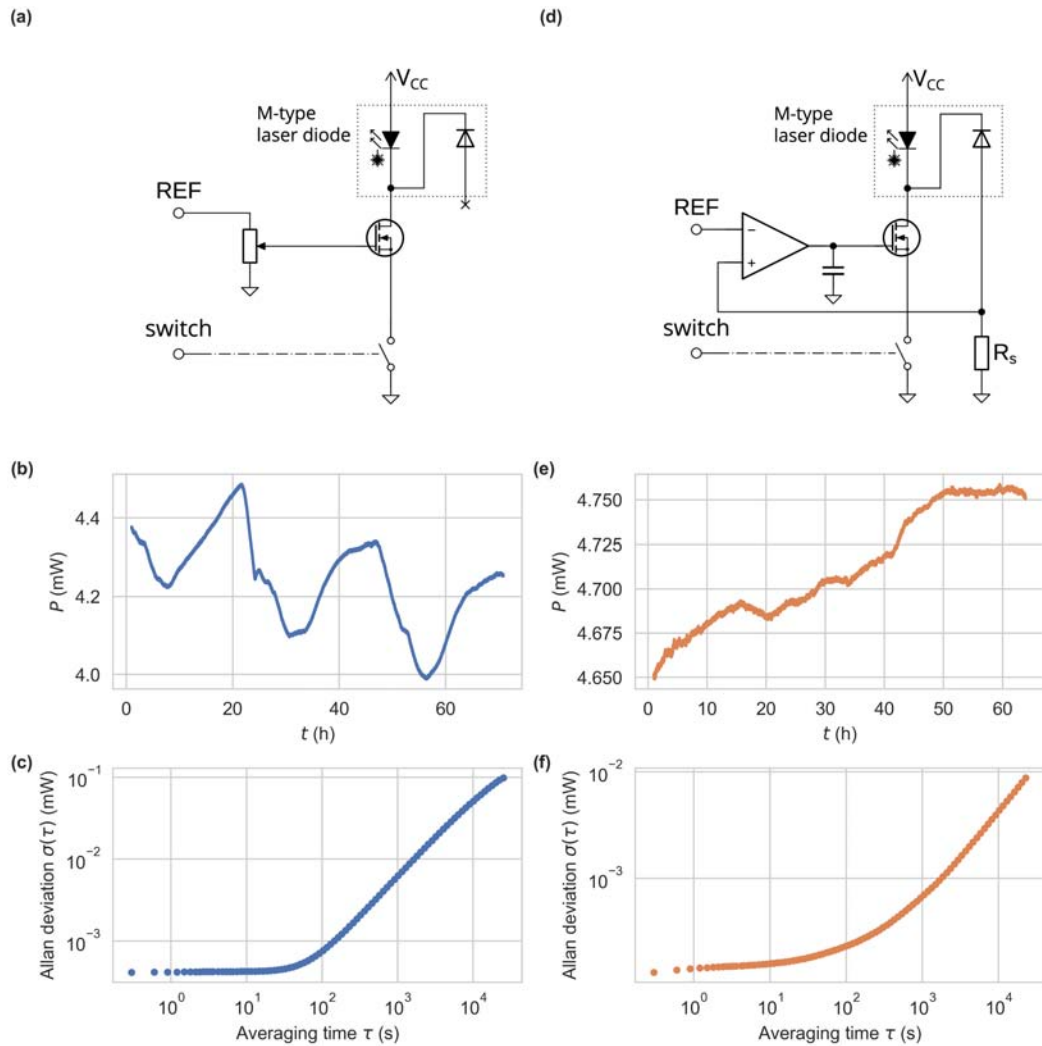 (a)
V_CC
M-type
laser diode
REF
switch
(d)
V_CC
M-type
laser diode
REF
−
+
switch
R_s
(b)
4.4
4.2
4.0
P (mW)
0 20 40 60
t (h)
(e)
4.750
4.725
4.700
4.675
4.650
P (mW)
0 10 20 30 40 50 60
t (h)
(c)
10^−1
10^−2
10^−3
Allan deviation σ(τ) (mW)
10^0 10^1 10^2 10^3 10^4
Averaging time τ (s)
(f)
10^−2
10^−3
Allan deviation σ(τ) (mW)
10^0 10^1 10^2 10^3 10^4
Averaging time τ (s)